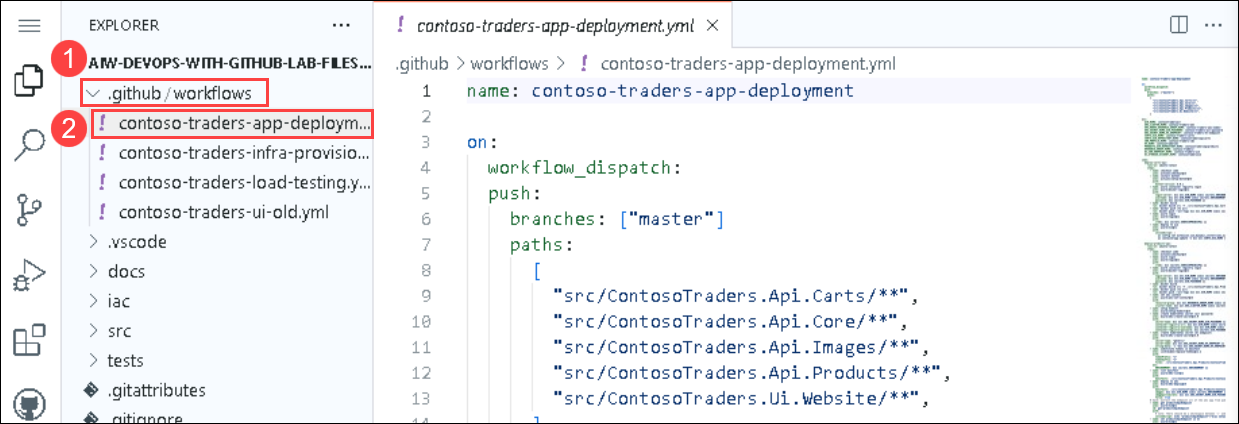 EXPLORER
1
AIW-DEVOPS-WITH-GITHUB-LAB-FILES...
.github / workflows
2
contoso-traders-app-deploym...
contoso-traders-infra-provisio...
contoso-traders-load-testing.y...
contoso-traders-ui-old.yml
.vscode
docs
iac
src
tests
.gitattributes
.gitignore
! contoso-traders-app-deployment.yml ×
.github > workflows > ! contoso-traders-app-deployment.yml
1 name: contoso-traders-app-deployment
2
3 on:
4 workflow_dispatch:
5 push:
6 branches: ["master"]
7 paths:
8 [
9 "src/ContosoTraders.Api.Carts/**",
10 "src/ContosoTraders.Api.Core/**",
11 "src/ContosoTraders.Api.Images/**",
12 "src/ContosoTraders.Api.Products/**",
13 "src/ContosoTraders.Ui.Website/**",
14 ]